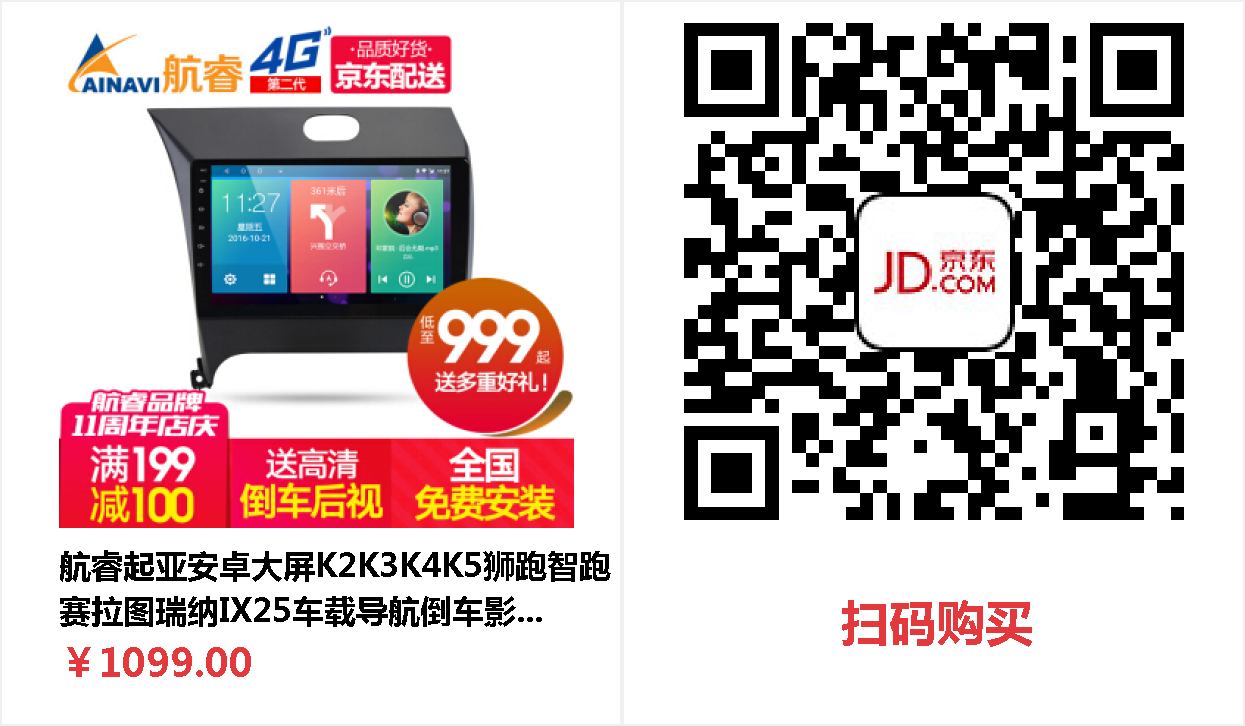 AINAVI航睿
4G
第二代
·品质好货·
京东配送
11:27
星期五
2016-10-21
361米后
低至999起
送多重好礼！
航睿品牌
11周年店庆
满199
减100
送高清
倒车后视
全国
免费安装
航睿起亚安卓大屏K2K3K4K5狮跑智跑
赛拉图瑞纳IX25车载导航倒车影...
￥1099.00
JD京东
.COM
扫码购买